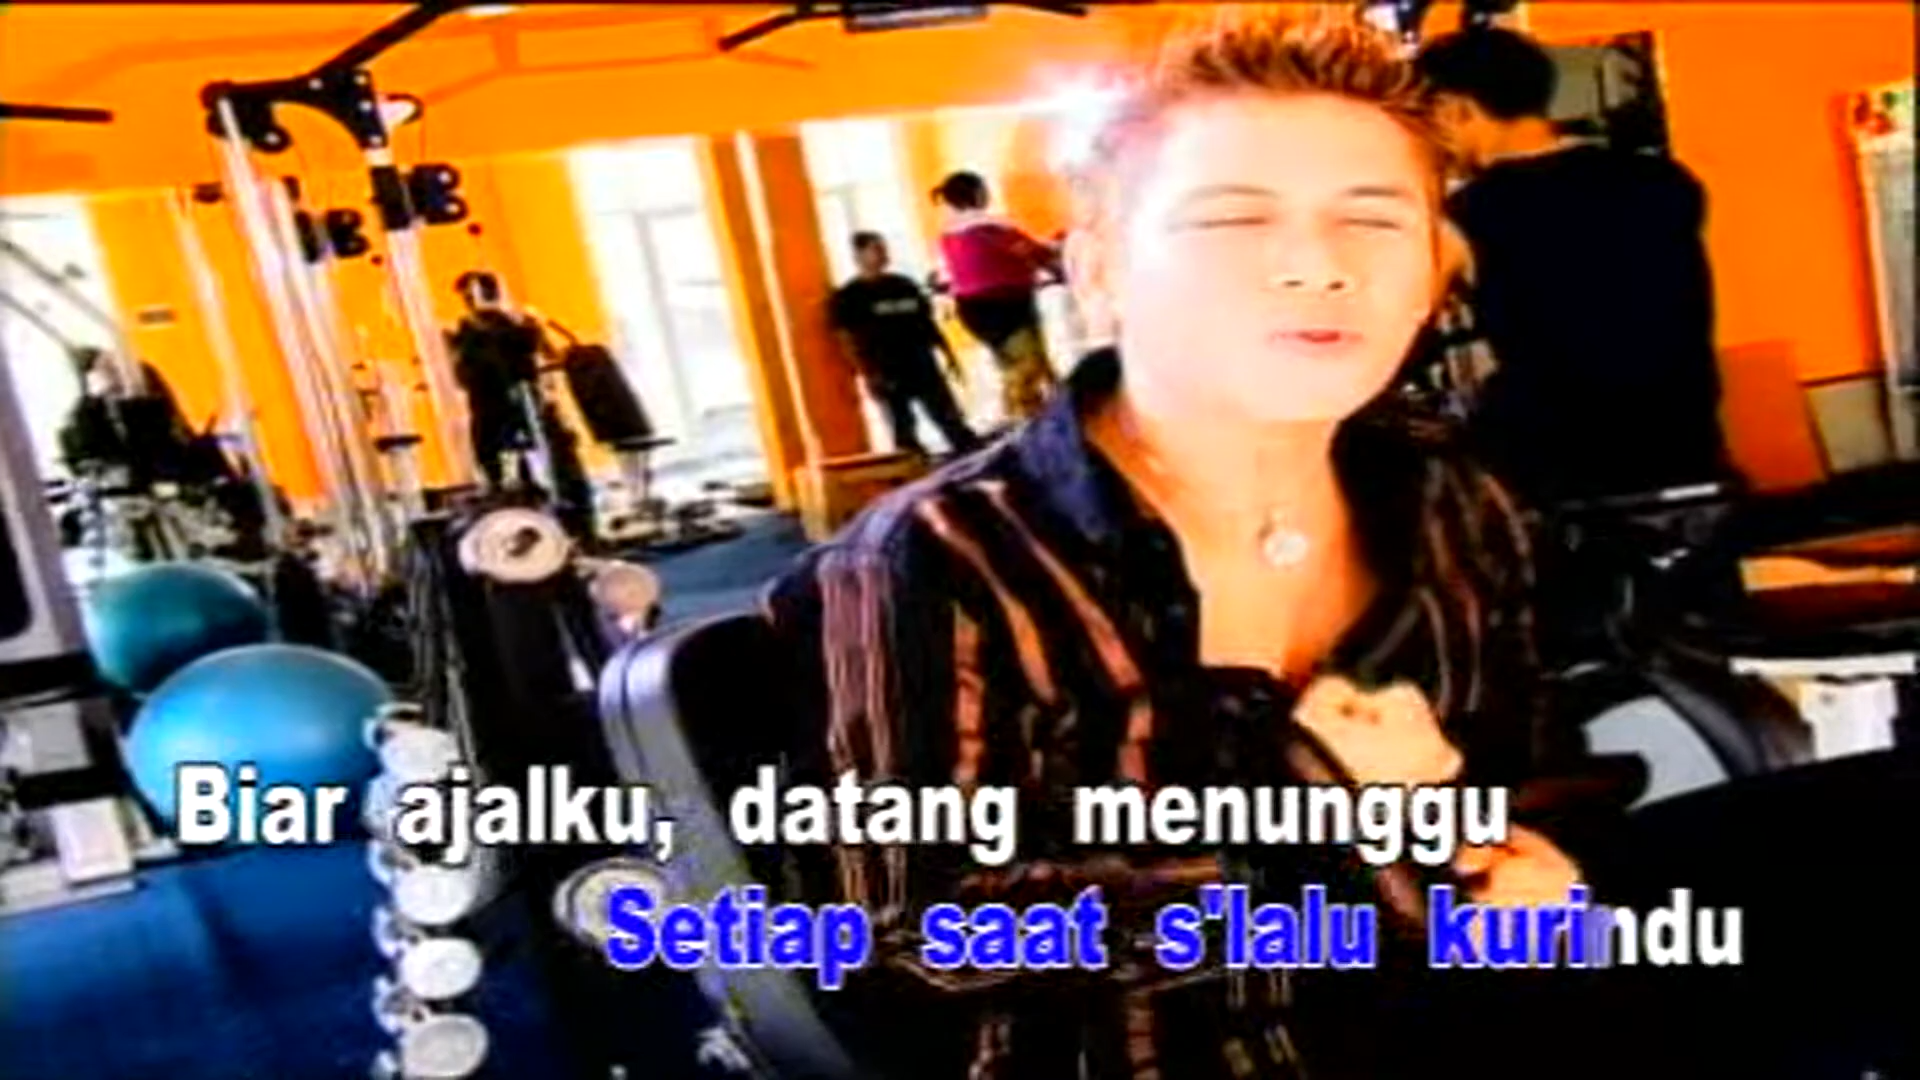 Biar ajalku, datang menunggu
Setiap saat s'lalu kurindu